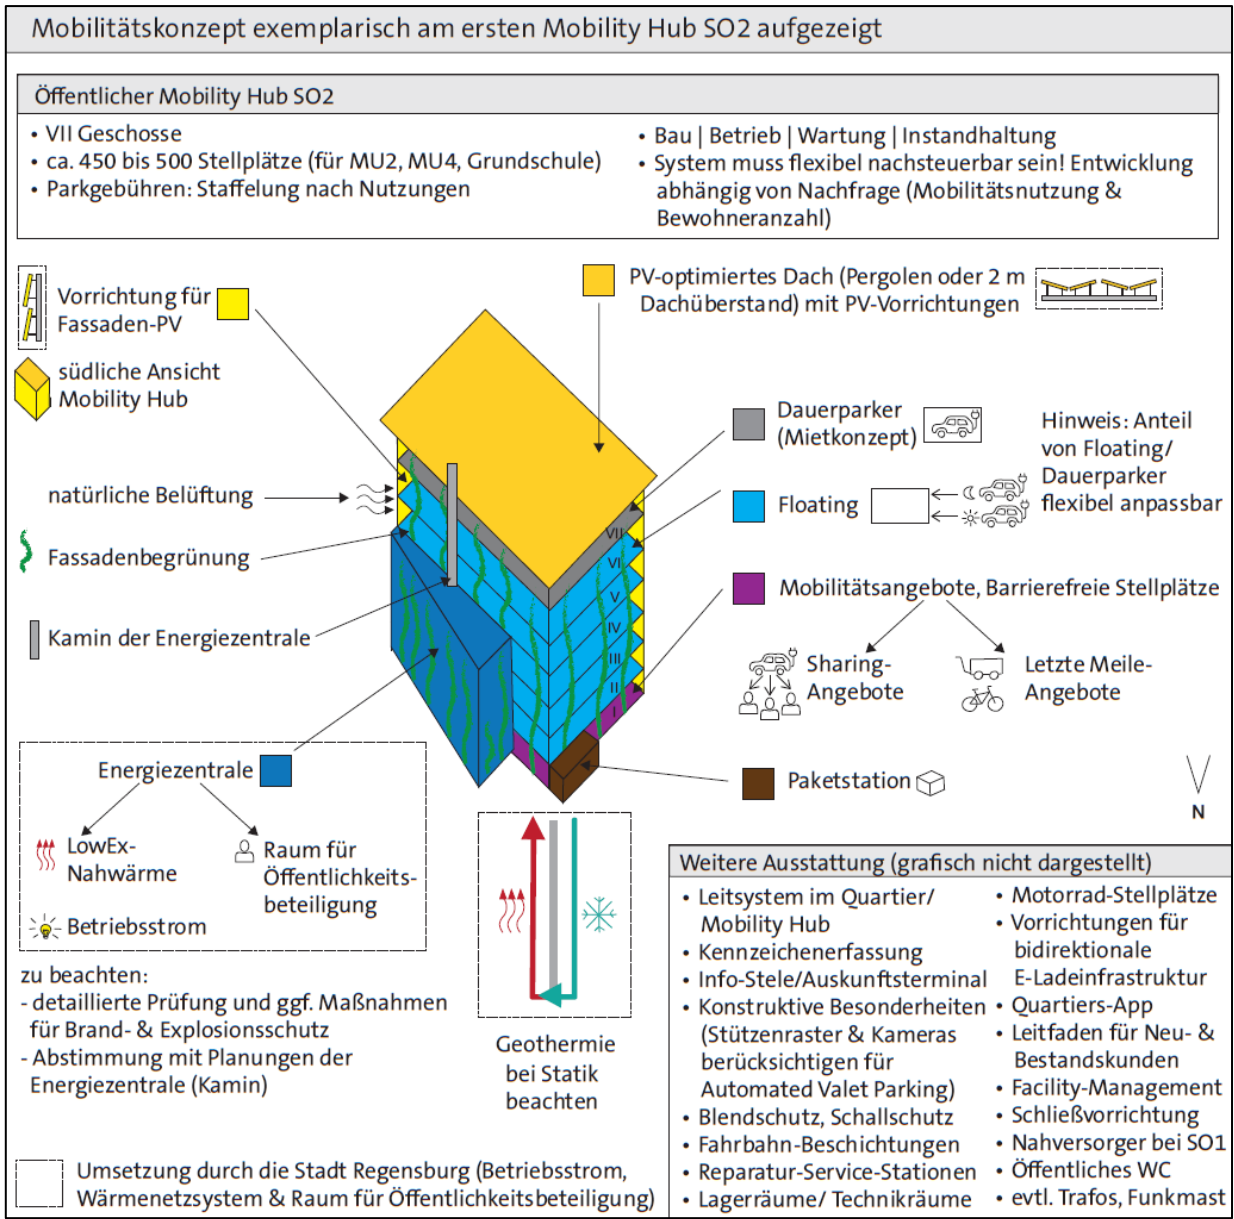 Mobilitätskonzept exemplarisch am ersten Mobility Hub SO2 aufgezeigt
Öffentlicher Mobility Hub SO2
• VII Geschosse
• ca. 450 bis 500 Stellplätze (für MU2, MU4, Grundschule)
• Parkgebühren: Staffelung nach Nutzungen
• Bau | Betrieb | Wartung | Instandhaltung
• System muss flexibel nachsteuerbar sein! Entwicklung
abhängig von Nachfrage (Mobilitätsnutzung &
Bewohneranzahl)
Vorrichtung für
Fassaden-PV
südliche Ansicht
Mobility Hub
natürliche Belüftung
Fassadenbegrünung
Kamin der Energiezentrale
PV-optimiertes Dach (Pergolen oder 2 m
Dachüberstand) mit PV-Vorrichtungen
Dauerparker
(Mietkonzept)
Hinweis: Anteil
von Floating/
Dauerparker
flexibel anpassbar
Floating
Mobilitätsangebote, Barrierefreie Stellplätze
Sharing-
Angebote
Letzte Meile-
Angebote
Paketstation
N
VII
VI
V
IV
III
II
I
Energiezentrale
LowEx-
Nahwärme
Raum für
Öffentlichkeits-
beteiligung
Betriebsstrom
zu beachten:
- detaillierte Prüfung und ggf. Maßnahmen
für Brand- & Explosionsschutz
- Abstimmung mit Planungen der
Energiezentrale (Kamin)
Geothermie
bei Statik
beachten
Umsetzung durch die Stadt Regensburg (Betriebsstrom,
Wärmenetzsystem & Raum für Öffentlichkeitsbeteiligung)
Weitere Ausstattung (grafisch nicht dargestellt)
• Leitsystem im Quartier/
Mobility Hub
• Kennzeichenerfassung
• Info-Stele/Auskunftsterminal
• Konstruktive Besonderheiten
(Stützenraster & Kameras
berücksichtigen für
Automated Valet Parking)
• Blendschutz, Schallschutz
• Fahrbahn-Beschichtungen
• Reparatur-Service-Stationen
• Lagerräume/ Technikräume
• Motorrad-Stellplätze
• Vorrichtungen für
bidirektionale
E-Ladeinfrastruktur
• Quartiers-App
• Leitfaden für Neu- &
Bestandskunden
• Facility-Management
• Schließvorrichtung
• Nahversorger bei SO1
• Öffentliches WC
• evtl. Trafos, Funkmast